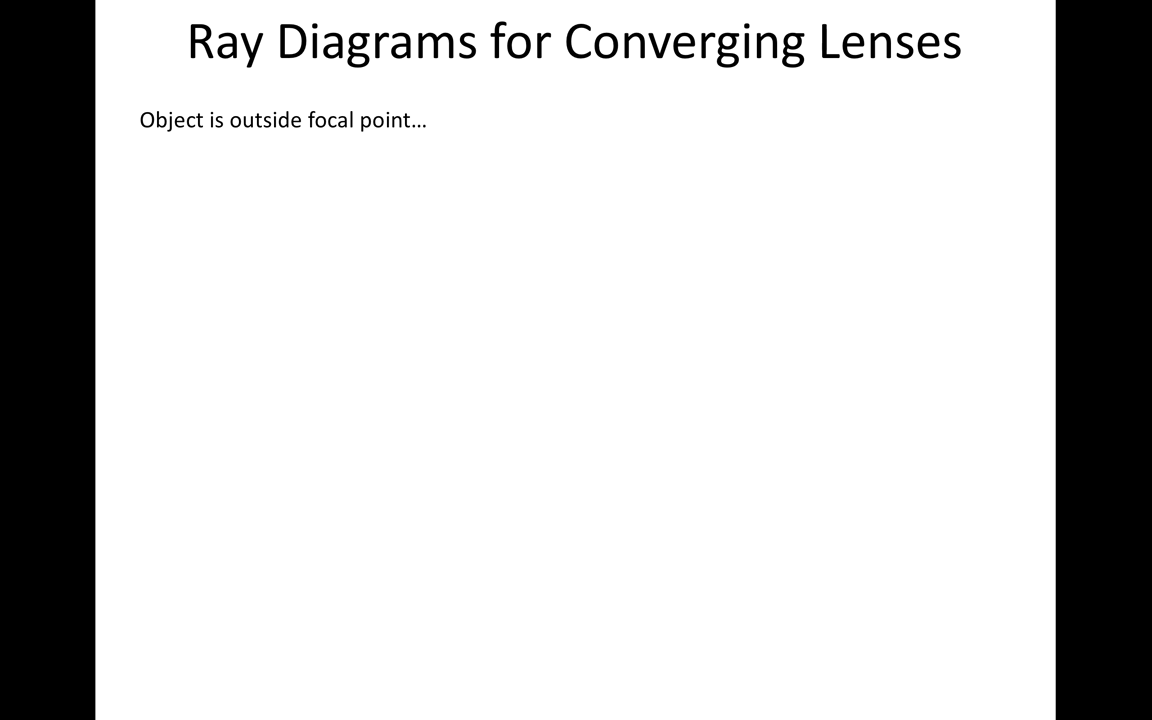 Ray Diagrams for Converging Lenses
Object is outside focal point…